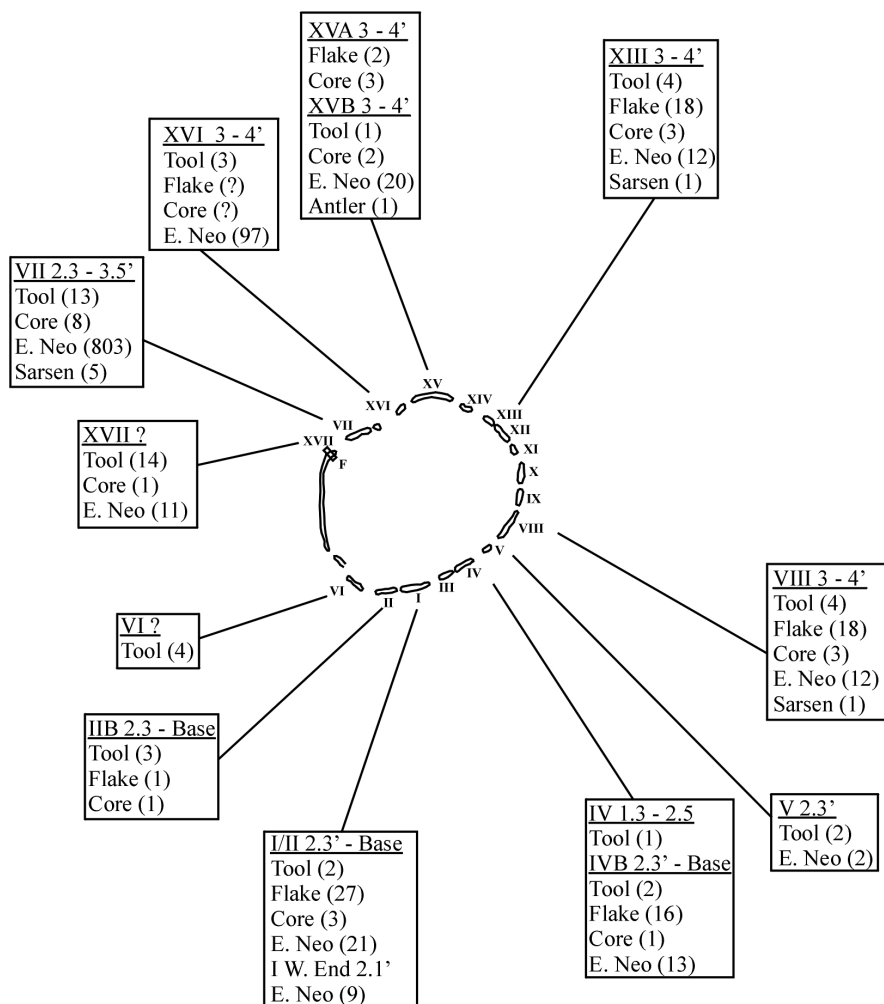 XVA 3 - 4'
Flake (2)
Core (3)
XVB 3 - 4'
Tool (1)
Core (2)
E. Neo (20)
Antler (1)
XIII 3 - 4'
Tool (4)
Flake (18)
Core (3)
E. Neo (12)
Sarsen (1)
XVI 3 - 4'
Tool (3)
Flake (?)
Core (?)
E. Neo (97)
VII 2.3 - 3.5'
Tool (13)
Core (8)
E. Neo (803)
Sarsen (5)
XVII ?
Tool (14)
Core (1)
E. Neo (11)
XV
XVI
XIV
XIII
VII
XII
XVII
XI
F
X
IX
VIII
V
IV
III
VI
II
I
VI ?
Tool (4)
VIII 3 - 4'
Tool (4)
Flake (18)
Core (3)
E. Neo (12)
Sarsen (1)
IIB 2.3 - Base
Tool (3)
Flake (1)
Core (1)
I/II 2.3' - Base
Tool (2)
Flake (27)
Core (3)
E. Neo (21)
I W. End 2.1'
E. Neo (9)
IV 1.3 - 2.5
Tool (1)
IVB 2.3' - Base
Tool (2)
Flake (16)
Core (1)
E. Neo (13)
V 2.3'
Tool (2)
E. Neo (2)